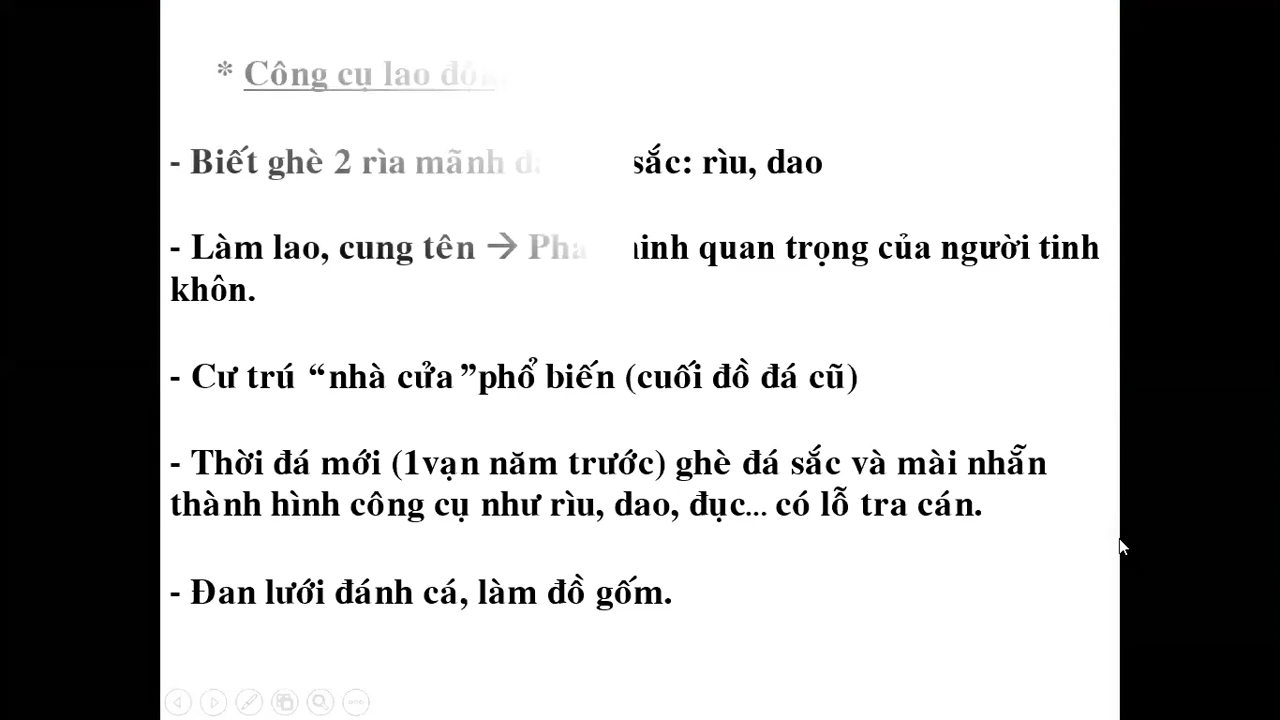 * Công cụ lao
- Biết ghè 2 rìa mãnh sắc: rìu, dao
- Làm lao, cung tên → quan trọng của người tinh
khôn.
- Cư trú “nhà cửa”phổ biến (cuối đồ đá cũ)
- Thời đá mới (1vạn năm trước) ghè đá sắc và mài nhẵn
thành hình công cụ như rìu, dao, đục... có lỗ tra cán.
- Đan lưới đánh cá, làm đồ gốm.